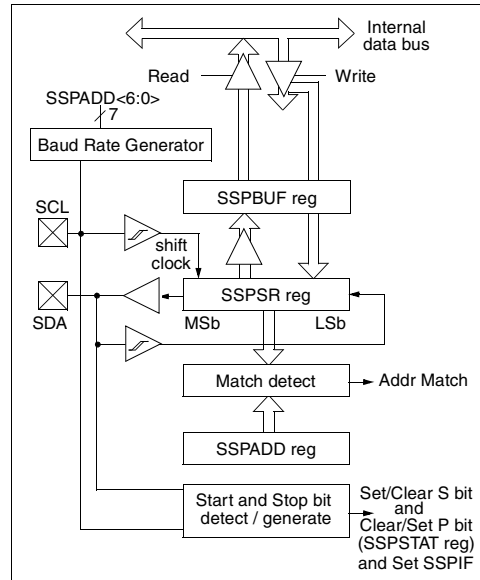 Internal
data bus
Read
Write
SSPADD<6:0>
7
Baud Rate Generator
SSPBUF reg
SCL
shift
clock
SSPSR reg
SDA
MSb
LSb
Match detect
Addr Match
SSPADD reg
Start and Stop bit
detect / generate
Set/Clear S bit
and
Clear/Set P bit
(SSPSTAT reg)
and Set SSPIF